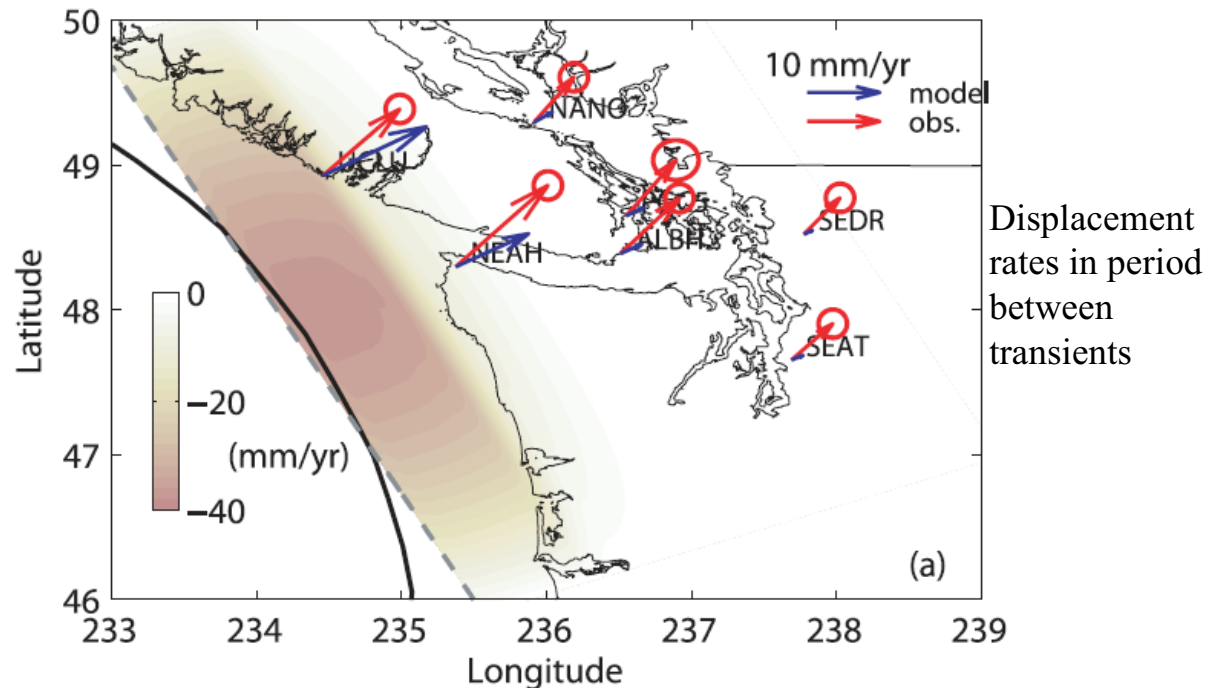 50
49
48
47
46
Latitude
233
234
235
236
237
238
239
Longitude
10 mm/yr
model
obs.
NANO
UCLU
NEAH
ALBH
SEDR
SEAT
0
−20
(mm/yr)
−40
(a)
Displacement
rates in period
between
transients